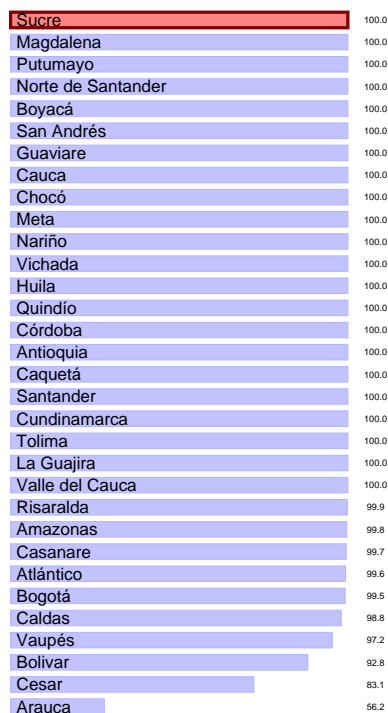 Sucre 100.0
Magdalena 100.0
Putumayo 100.0
Norte de Santander 100.0
Boyacá 100.0
San Andrés 100.0
Guaviare 100.0
Cauca 100.0
Chocó 100.0
Meta 100.0
Nariño 100.0
Vichada 100.0
Huila 100.0
Quindío 100.0
Córdoba 100.0
Antioquia 100.0
Caquetá 100.0
Santander 100.0
Cundinamarca 100.0
Tolima 100.0
La Guajira 100.0
Valle del Cauca 100.0
Risaralda 99.9
Amazonas 99.8
Casanare 99.7
Atlántico 99.6
Bogotá 99.5
Caldas 98.8
Vaupés 97.2
Bolivar 92.8
Cesar 83.1
Arauca 56.2